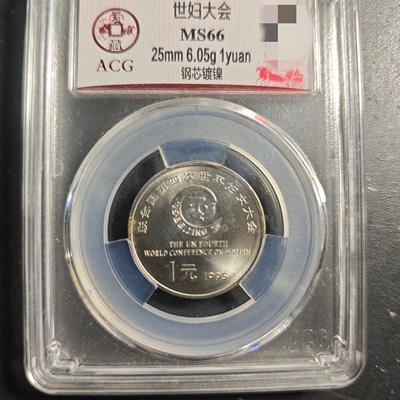 世妇大会
MS66
25mm 6.05g 1yuan
钢芯镀镍
ACG
联合国第四次世界妇女大会
BEIJING
THE UN FOURTH
WORLD CONFERENCE ON WOMEN
1元 1995